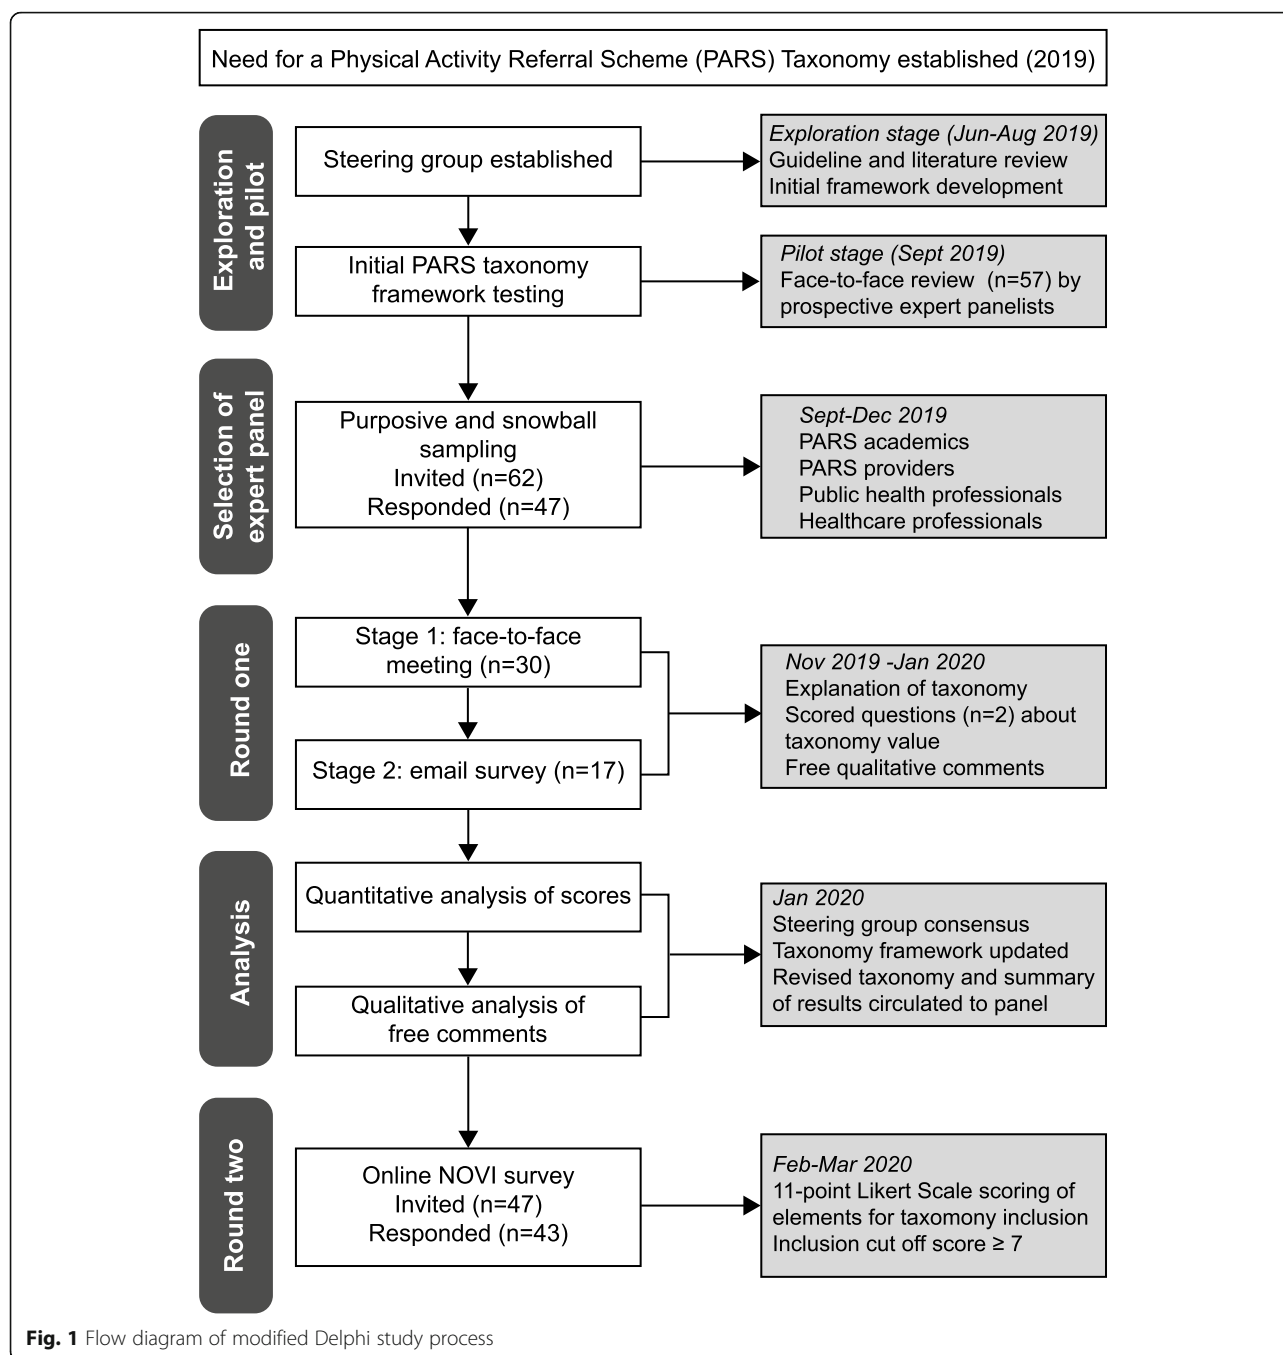 Need for a Physical Activity Referral Scheme (PARS) Taxonomy established (2019)
Exploration
and pilot
Steering group established
Exploration stage (Jun-Aug 2019)
Guideline and literature review
Initial framework development
Initial PARS taxonomy
framework testing
Pilot stage (Sept 2019)
Face-to-face review (n=57) by
prospective expert panelists
Selection of
expert panel
Purposive and snowball
sampling
Invited (n=62)
Responded (n=47)
Sept-Dec 2019
PARS academics
PARS providers
Public health professionals
Healthcare professionals
Round one
Stage 1: face-to-face
meeting (n=30)
Stage 2: email survey (n=17)
Nov 2019 -Jan 2020
Explanation of taxonomy
Scored questions (n=2) about
taxonomy value
Free qualitative comments
Analysis
Quantitative analysis of scores
Qualitative analysis of
free comments
Jan 2020
Steering group consensus
Taxonomy framework updated
Revised taxonomy and summary
of results circulated to panel
Round two
Online NOVI survey
Invited (n=47)
Responded (n=43)
Feb-Mar 2020
11-point Likert Scale scoring of
elements for taxomony inclusion
Inclusion cut off score ≥ 7
Fig. 1 Flow diagram of modified Delphi study process